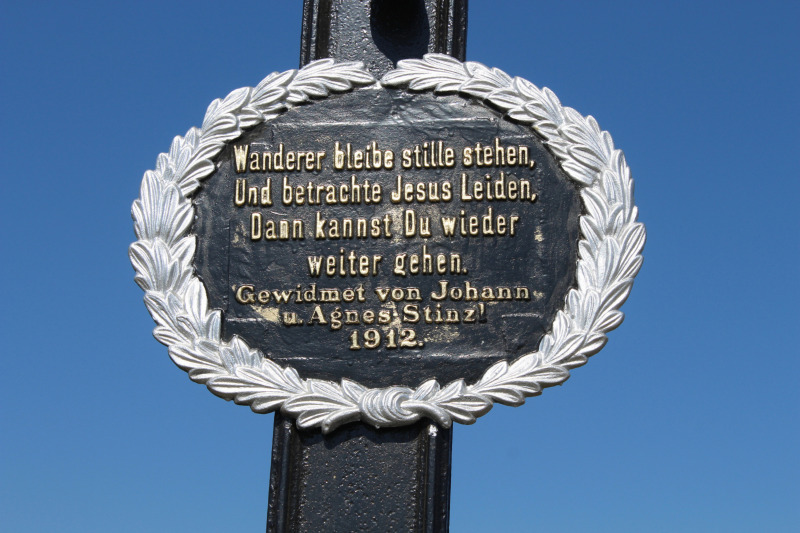 Wanderer bleibe stille stehen,
Und betrachte Jesus Leiden,
Dann kannst Du wieder
weiter gehen.
Gewidmet von Johann
u. Agnes Stinzl
1912.